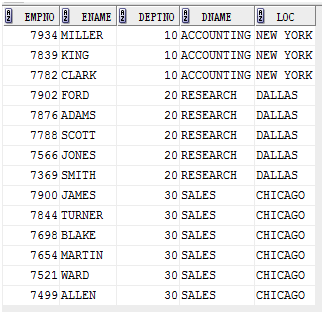 EMPNO ENAME DEPTNO DNAME LOC
7934 MILLER 10 ACCOUNTING NEW YORK
7839 KING 10 ACCOUNTING NEW YORK
7782 CLARK 10 ACCOUNTING NEW YORK
7902 FORD 20 RESEARCH DALLAS
7876 ADAMS 20 RESEARCH DALLAS
7788 SCOTT 20 RESEARCH DALLAS
7566 JONES 20 RESEARCH DALLAS
7369 SMITH 20 RESEARCH DALLAS
7900 JAMES 30 SALES CHICAGO
7844 TURNER 30 SALES CHICAGO
7698 BLAKE 30 SALES CHICAGO
7654 MARTIN 30 SALES CHICAGO
7521 WARD 30 SALES CHICAGO
7499 ALLEN 30 SALES CHICAGO